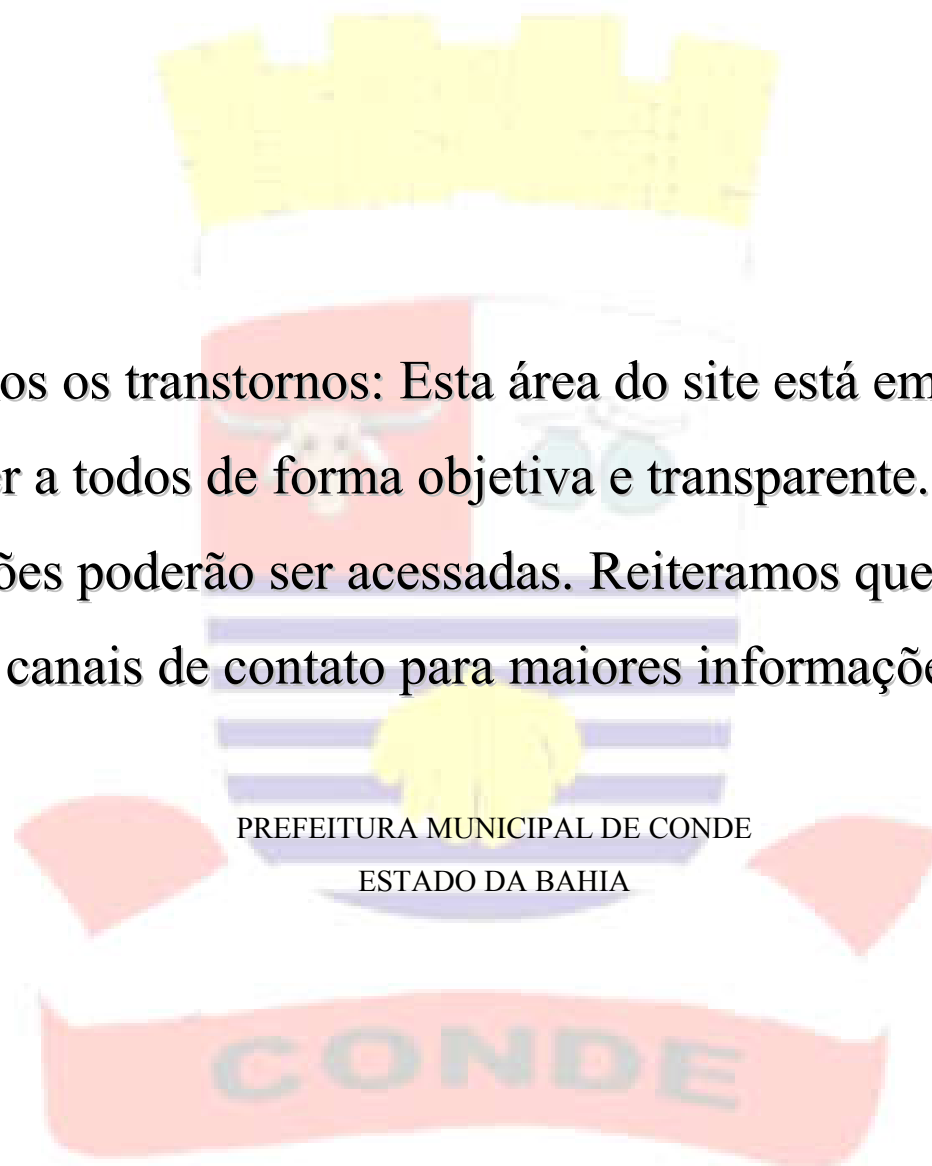 os os transtornos: Esta área do site está em
er a todos de forma objetiva e transparente.
ões poderão ser acessadas. Reiteramos que
canais de contato para maiores informaçõe
PREFEITURA MUNICIPAL DE CONDE
ESTADO DA BAHIA
CONDE